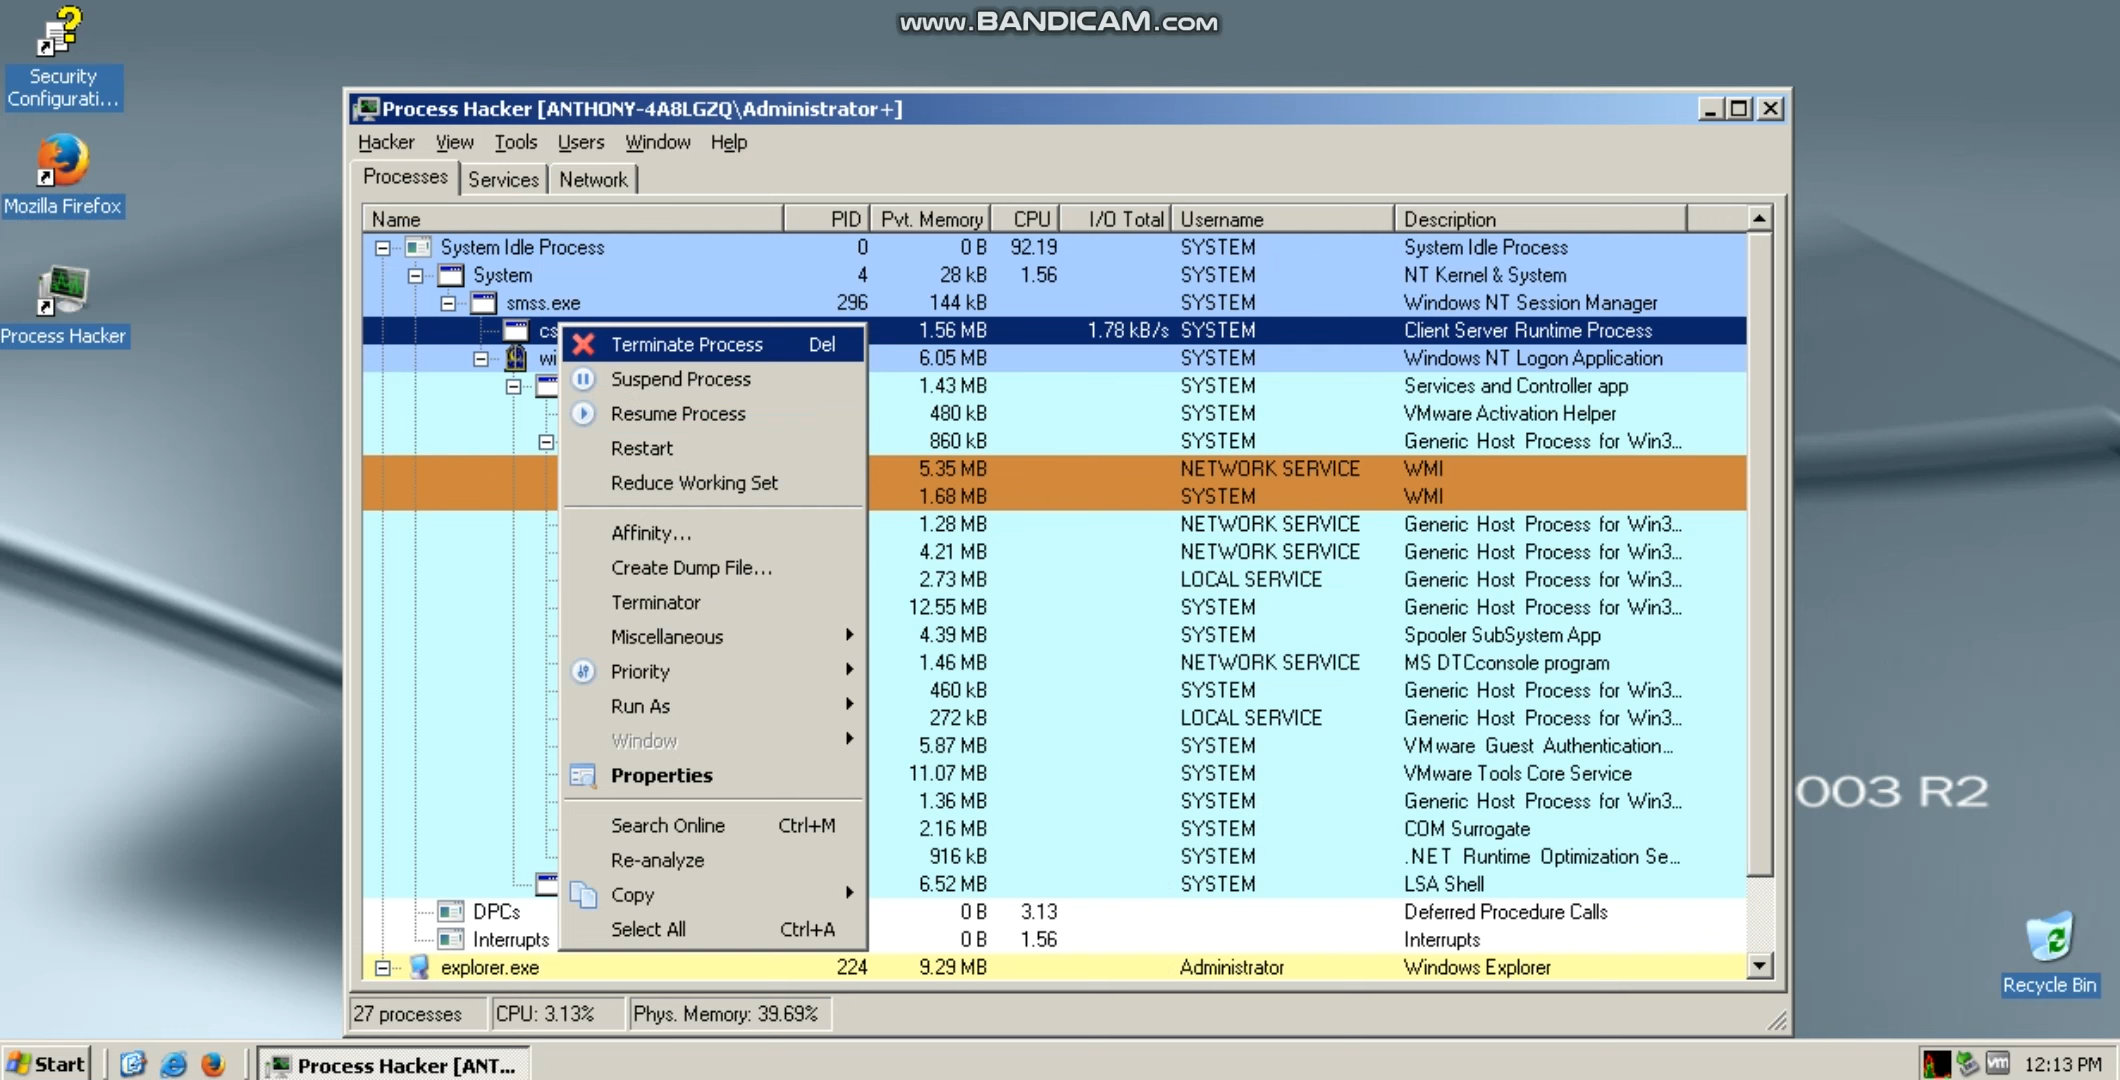 www.BANDICAM.com
Security
Configurati...
Mozilla Firefox
Process Hacker
Process Hacker [ANTHONY-4A8LGZQ\Administrator+]
Hacker View Tools Users Window Help
Processes Services Network
Name PID Pvt. Memory CPU I/O Total Username Description
System Idle Process 0 0 B 92.19 SYSTEM System Idle Process
System 4 28 kB 1.56 SYSTEM NT Kernel & System
smss.exe 296 144 kB SYSTEM Windows NT Session Manager
cs 1.56 MB 1.78 kB/s SYSTEM Client Server Runtime Process
wi 6.05 MB SYSTEM Windows NT Logon Application
1.43 MB SYSTEM Services and Controller app
480 kB SYSTEM VMware Activation Helper
860 kB SYSTEM Generic Host Process for Win3...
5.35 MB NETWORK SERVICE WMI
1.68 MB SYSTEM WMI
1.28 MB NETWORK SERVICE Generic Host Process for Win3...
4.21 MB NETWORK SERVICE Generic Host Process for Win3...
2.73 MB LOCAL SERVICE Generic Host Process for Win3...
12.55 MB SYSTEM Generic Host Process for Win3...
4.39 MB SYSTEM Spooler SubSystem App
1.46 MB NETWORK SERVICE MS DTCconsole program
460 kB SYSTEM Generic Host Process for Win3...
272 kB LOCAL SERVICE Generic Host Process for Win3...
5.87 MB SYSTEM VMware Guest Authentication...
11.07 MB SYSTEM VMware Tools Core Service
1.36 MB SYSTEM Generic Host Process for Win3...
2.16 MB SYSTEM COM Surrogate
916 kB SYSTEM .NET Runtime Optimization Se...
6.52 MB SYSTEM LSA Shell
DPCs 0 B 3.13 Deferred Procedure Calls
Interrupts 0 B 1.56 Interrupts
explorer.exe 224 9.29 MB Administrator Windows Explorer
Terminate Process Del
Suspend Process
Resume Process
Restart
Reduce Working Set
Affinity...
Create Dump File...
Terminator
Miscellaneous
Priority
Run As
Window
Properties
Search Online Ctrl+M
Re-analyze
Copy
Select All Ctrl+A
27 processes CPU: 3.13% Phys. Memory: 39.69%
003 R2
Recycle Bin
Start
Process Hacker [ANT...
vm
12:13 PM